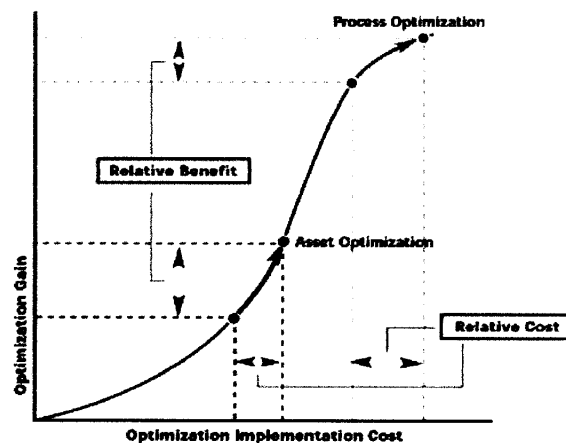 Process Optimization
Relative Benefit
Asset Optimization
Relative Cost
Optimization Gain
Optimization Implementation Cost